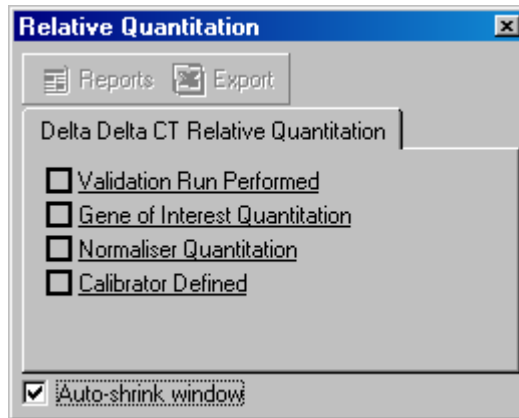 Relative Quantitation
Reports Export
Delta Delta CT Relative Quantitation
Validation Run Performed
Gene of Interest Quantitation
Normaliser Quantitation
Calibrator Defined
Auto-shrink window